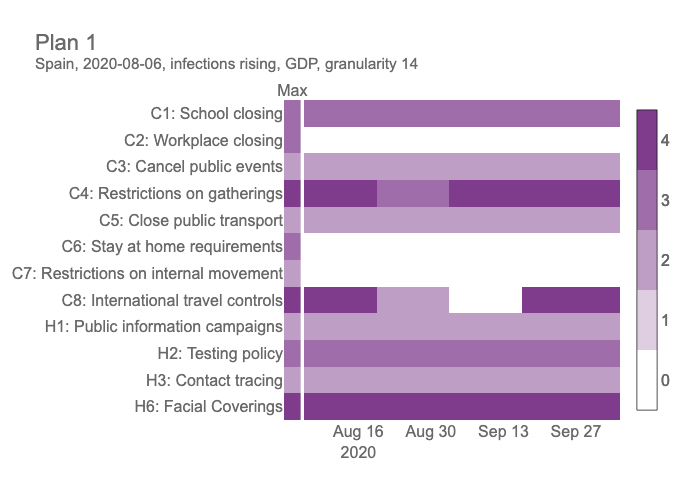 Plan 1
Spain, 2020-08-06, infections rising, GDP, granularity 14
Max
C1: School closing
C2: Workplace closing
C3: Cancel public events
C4: Restrictions on gatherings
C5: Close public transport
C6: Stay at home requirements
C7: Restrictions on internal movement
C8: International travel controls
H1: Public information campaigns
H2: Testing policy
H3: Contact tracing
H6: Facial Coverings
Aug 16 Aug 30 Sep 13 Sep 27
2020
4
3
2
1
0